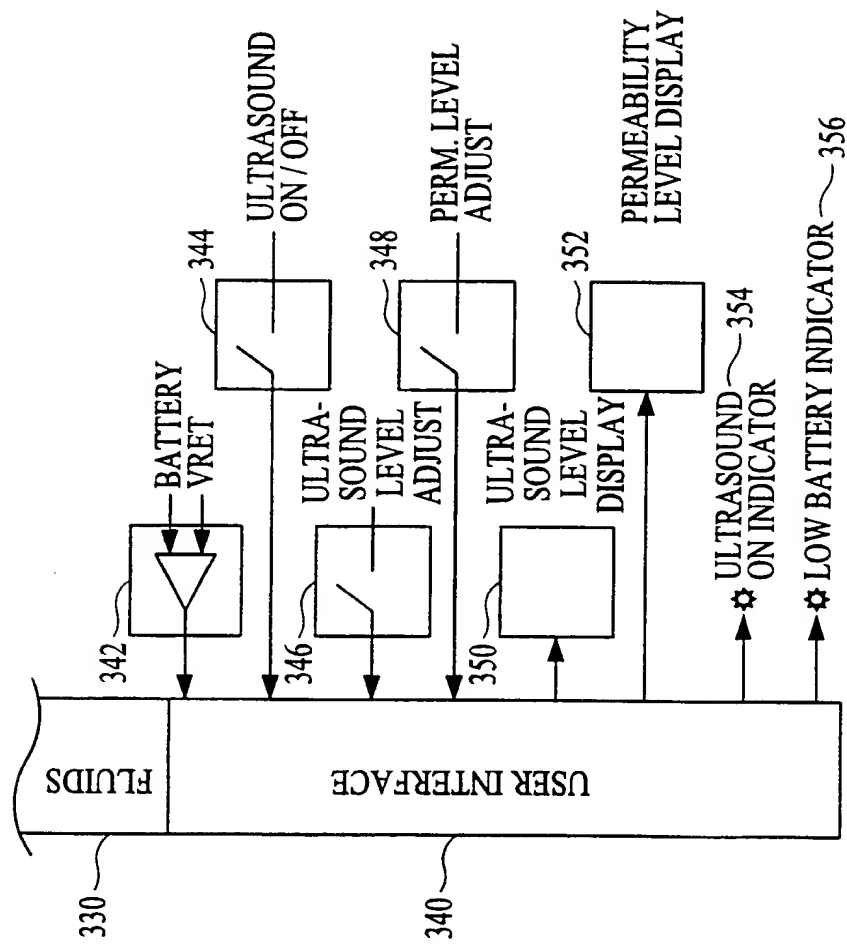 330
FLUIDS
340
USER INTERFACE
342
BATTERY
VRET
344
ULTRASOUND
ON / OFF
346
ULTRA-
SOUND
LEVEL
ADJUST
348
PERM. LEVEL
ADJUST
350
ULTRA-
SOUND
LEVEL
DISPLAY
352
PERMEABILITY
LEVEL DISPLAY
ULTRASOUND
ON INDICATOR
354
LOW BATTERY INDICATOR
356